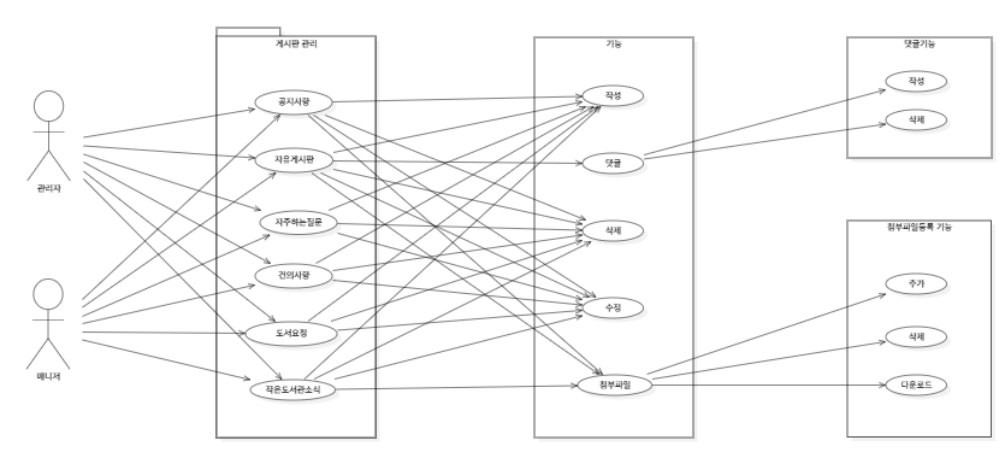 게시판 관리
기능
댓글기능
관리자
매니저
공지사항
자유게시판
자주하는질문
건의사항
도서요청
작은도서관소식
작성
댓글
삭제
수정
첨부파일
작성
삭제
첨부파일등록 기능
추가
삭제
다운로드